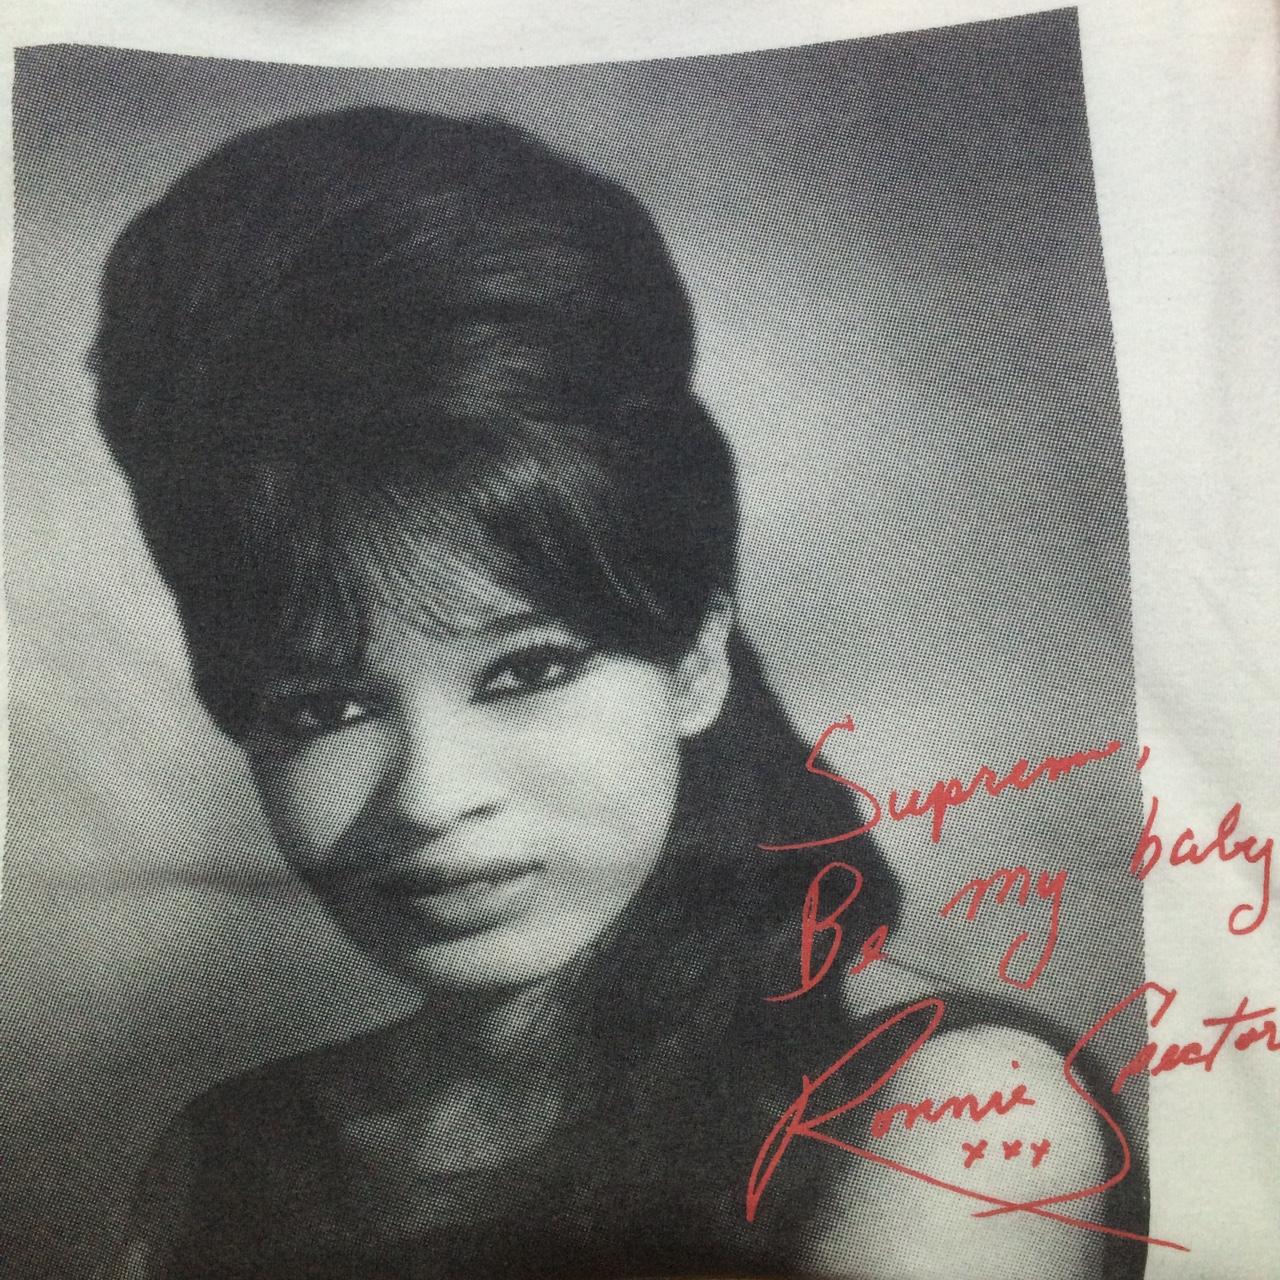 Supreme,
Be my baby
Ronnie Spector
xxx